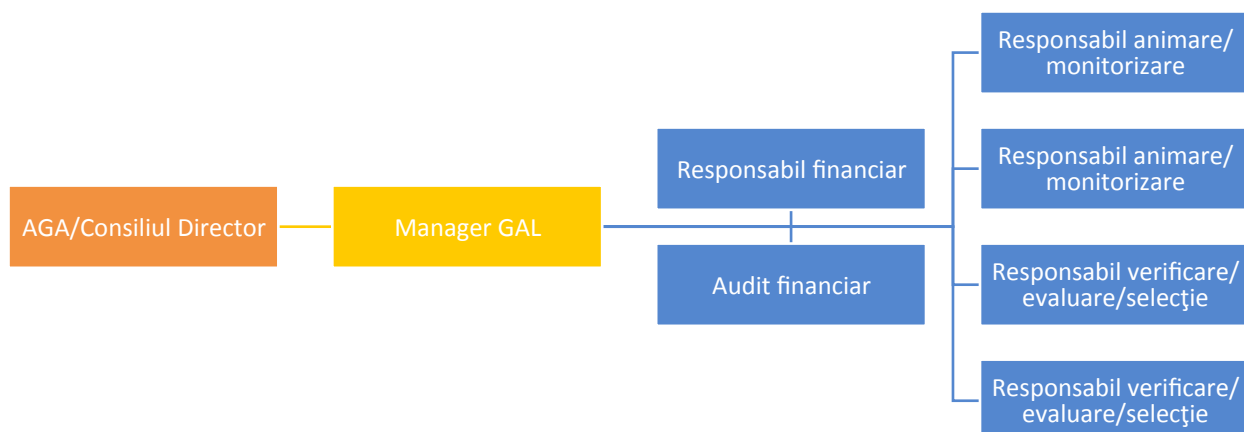 AGA/Consiliul Director
Manager GAL
Responsabil financiar
Audit financiar
Responsabil animare/
monitorizare
Responsabil animare/
monitorizare
Responsabil verificare/
evaluare/selecţie
Responsabil verificare/
evaluare/selecţie